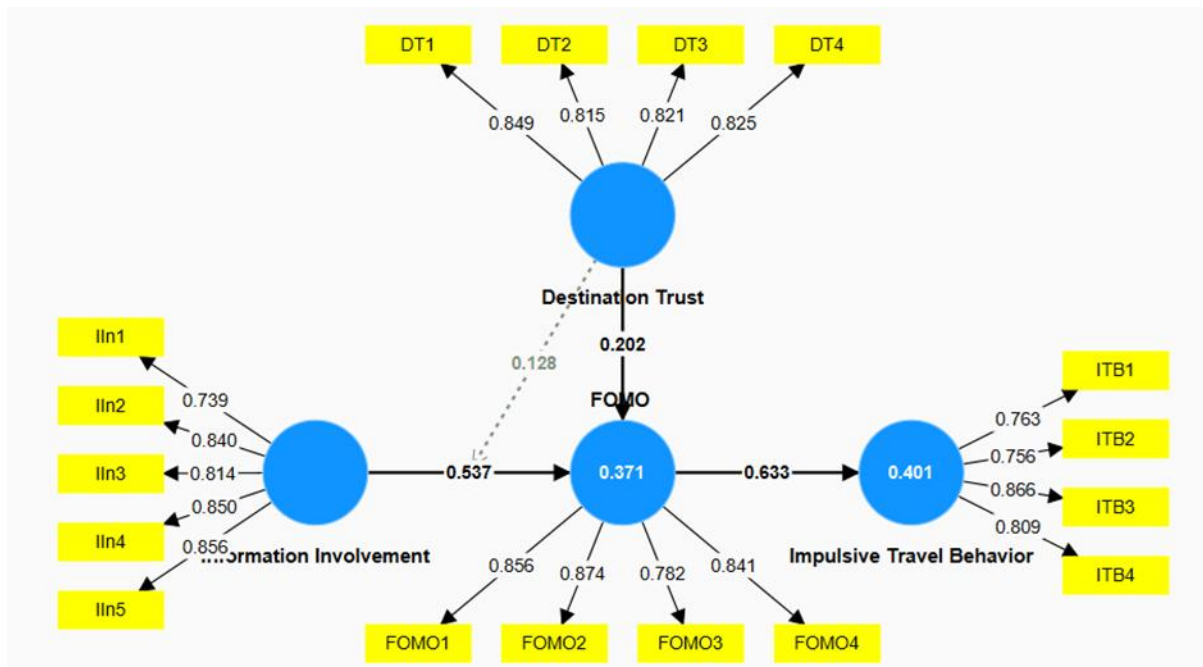 DT1 DT2 DT3 DT4
0.849 0.815 0.821 0.825
Destination Trust
IIn1
IIn2
IIn3
IIn4
IIn5
0.739
0.840
0.814
0.850
0.856
Information Involvement
0.128
0.202
FOMO
0.537
0.371
0.633
0.401
Impulsive Travel Behavior
0.763
0.756
0.866
0.809
ITB1
ITB2
ITB3
ITB4
0.856 0.874 0.782 0.841
FOMO1 FOMO2 FOMO3 FOMO4